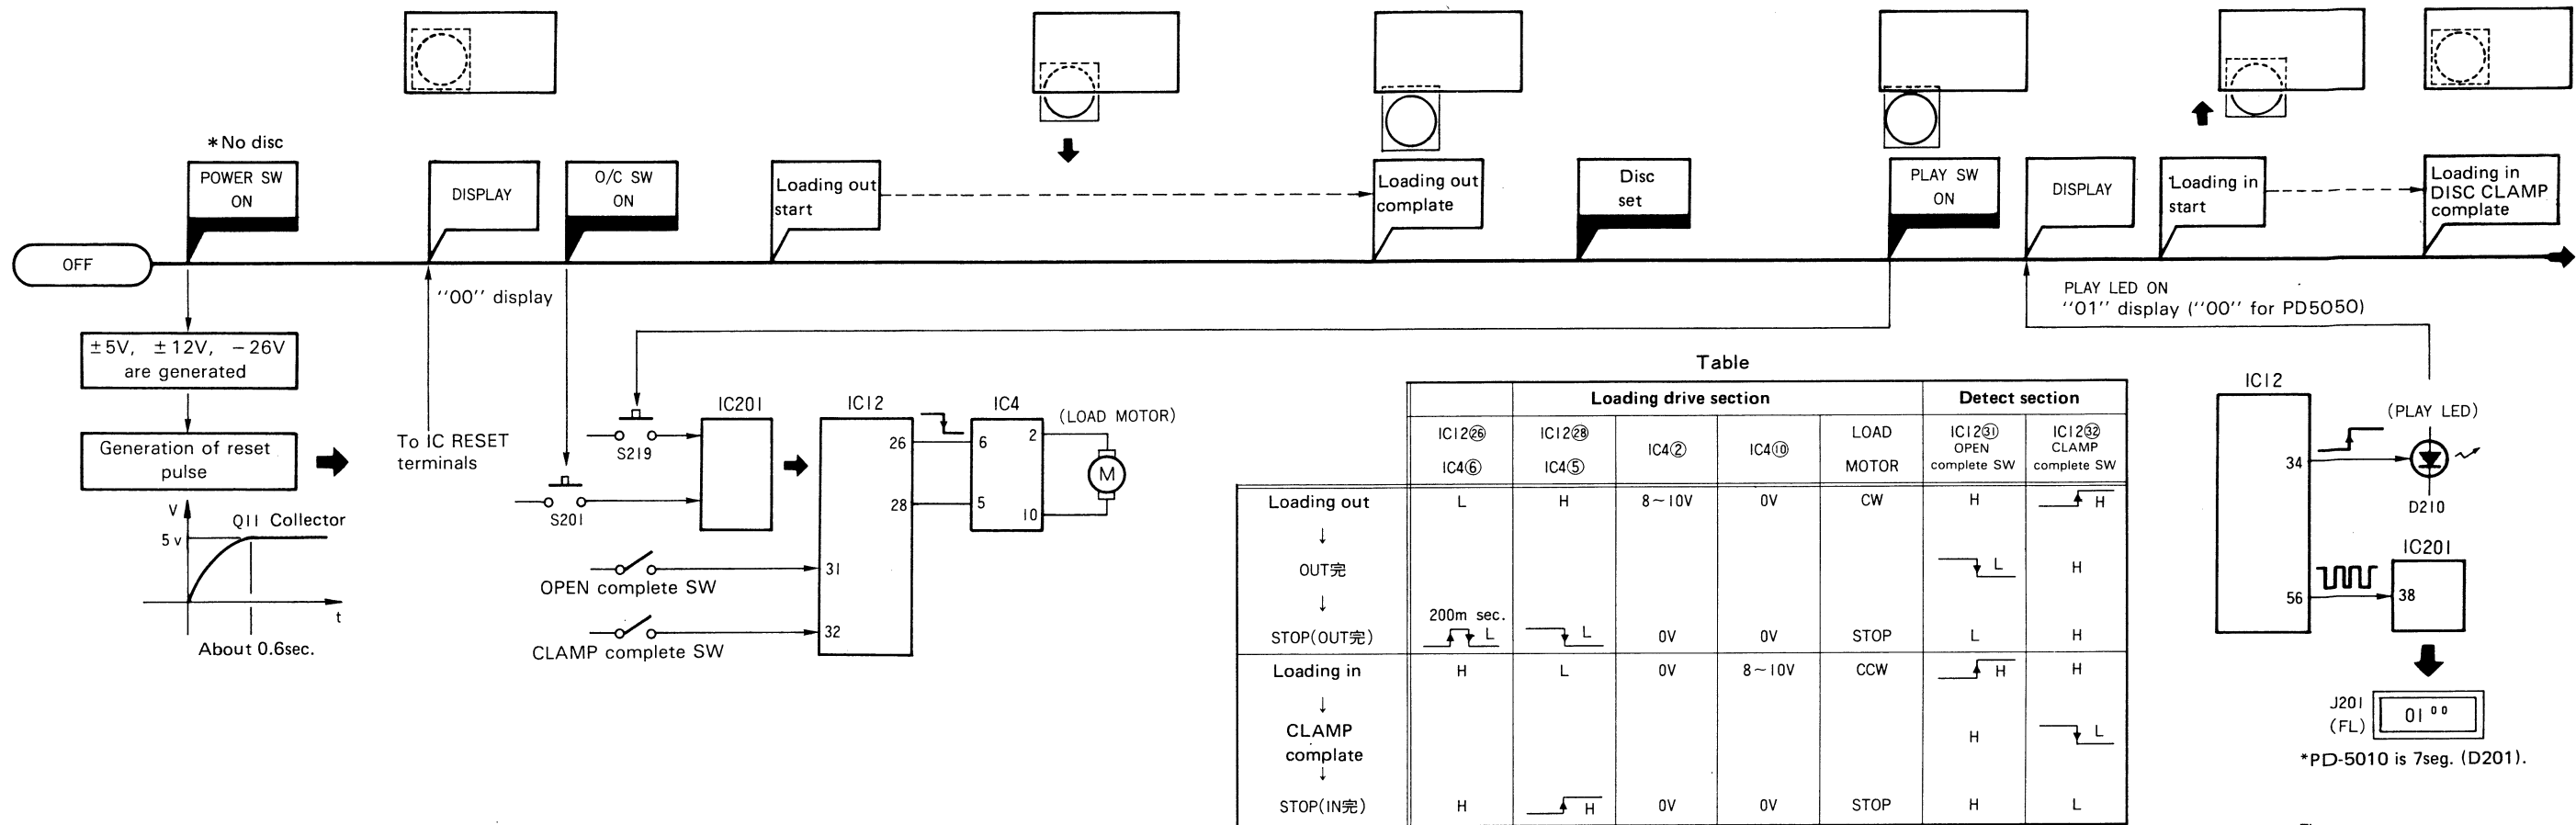 *No disc
POWER SW
ON
DISPLAY
O/C SW
ON
Loading out
start
Loading out
complate
Disc
set
PLAY SW
ON
DISPLAY
Loading in
start
Loading in
DISC CLAMP
complate
OFF
"00" display
PLAY LED ON
"01" display ("00" for PD5050)
±5V, ±12V, −26V
are generated
Generation of reset
pulse
To IC RESET
terminals
V
Q11 Collector
5v
t
About 0.6sec.
S219
S201
IC201
IC12
26
28
31
32
IC4
6
5
2
10
(LOAD MOTOR)
M
OPEN complete SW
CLAMP complete SW
Table
Loading drive section
Detect section
IC12㉖
IC4⑥
IC12㉘
IC4⑤
IC4②
IC4⑩
LOAD
MOTOR
IC12㉛
OPEN
complete SW
IC12㉜
CLAMP
complete SW
Loading out L H 8~10V 0V CW H H
↓
OUT完 L H
↓
200m sec.
STOP(OUT完) L L 0V 0V STOP L H
Loading in H L 0V 8~10V CCW H H
↓
CLAMP
complate H L
↓
STOP(IN完) H H 0V 0V STOP H L
IC12
34
56
(PLAY LED)
D210
IC201
38
J201
(FL)
01 00
*PD-5010 is 7seg. (D201).